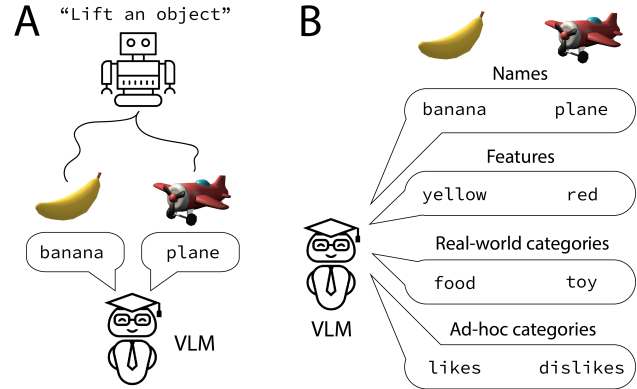 A
“Lift an object”
banana
plane
VLM
B
Names
banana plane
Features
yellow red
Real-world categories
food toy
Ad-hoc categories
likes dislikes
VLM